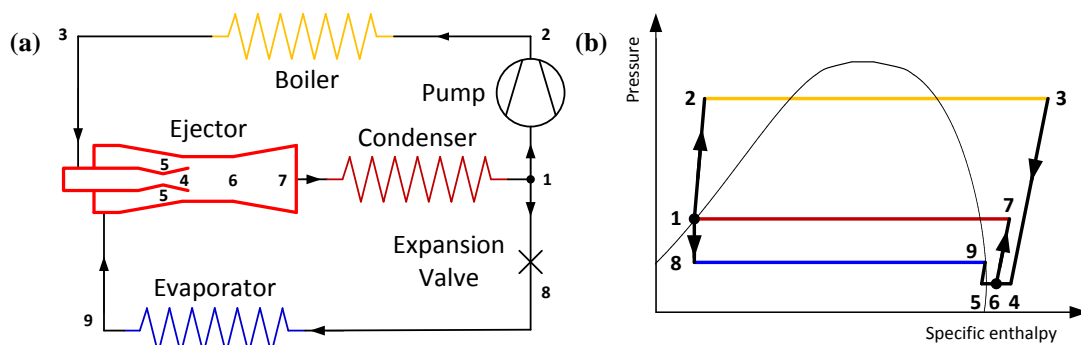 (a)
3
2
Boiler
Pump
Ejector
Condenser
5
4
6
7
1
5
Expansion
Valve
8
Evaporator
9
(b)
Pressure
2
3
1
7
8
9
5
6
4
Specific enthalpy